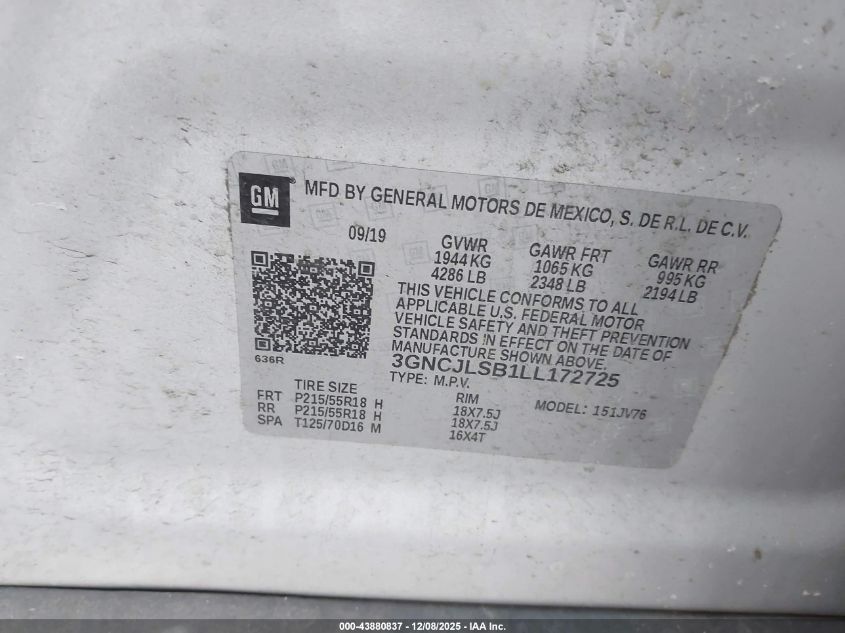 GM ® MFD BY GENERAL MOTORS DE MEXICO, S. DE R.L. DE C.V.
09/19
GVWR GAWR FRT GAWR RR
1944 KG 1065 KG 995 KG
4286 LB 2348 LB 2194 LB
THIS VEHICLE CONFORMS TO ALL
APPLICABLE U.S. FEDERAL MOTOR
VEHICLE SAFETY AND THEFT PREVENTION
STANDARDS IN EFFECT ON THE DATE OF
MANUFACTURE SHOWN ABOVE.
636R
3GNCJLSB1LL172725
TYPE: M.P.V.
MODEL: 151JV76
TIRE SIZE RIM
FRT P215/55R18 H 18X7.5J
RR P215/55R18 H 18X7.5J
SPA T125/70D16 M 16X4T
000-43880837 - 12/08/2025 - IAA Inc.